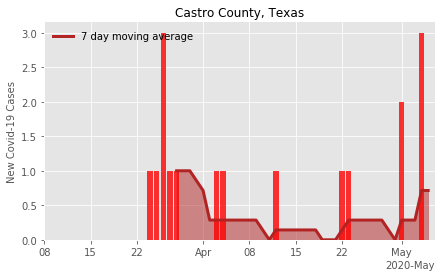 Castro County, Texas
7 day moving average
New Covid-19 Cases
3.0
2.5
2.0
1.5
1.0
0.5
0.0
08 15 22 Apr 08 15 22 May
2020-May